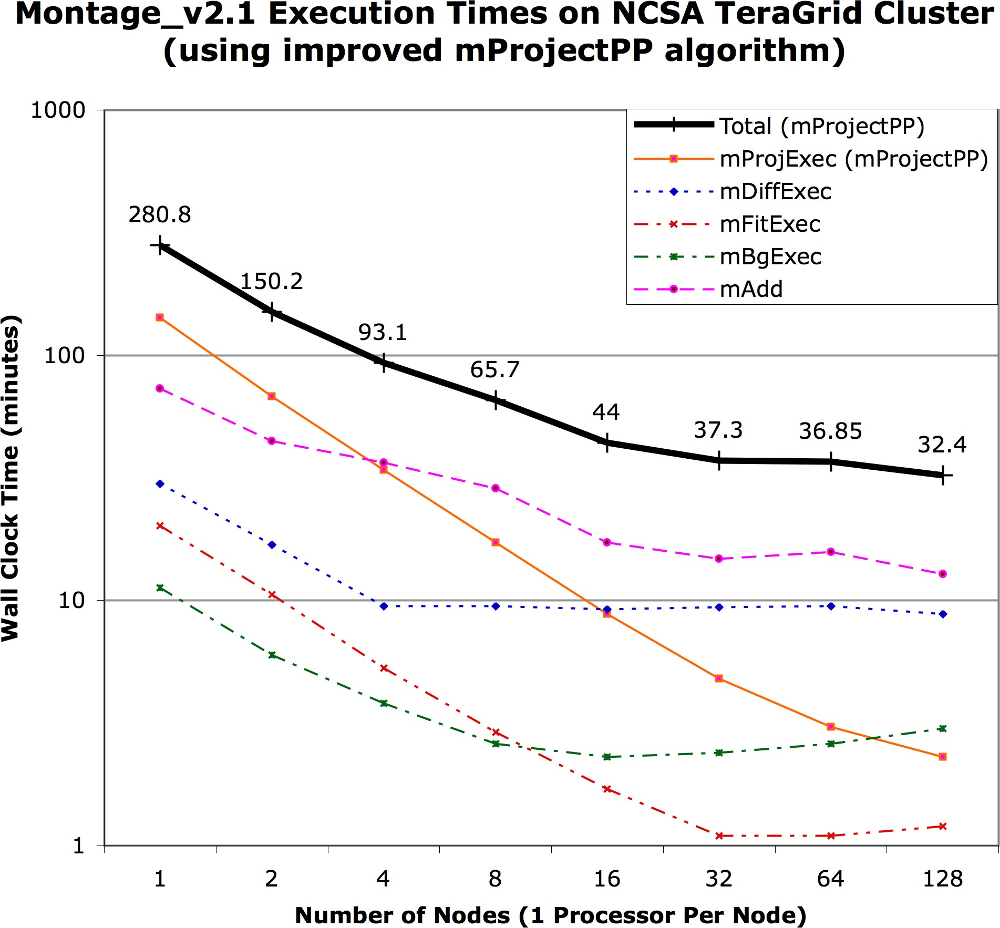 Montage_v2.1 Execution Times on NCSA TeraGrid Cluster
(using improved mProjectPP algorithm)
1000
100
10
1
Wall Clock Time (minutes)
Total (mProjectPP)
mProjExec (mProjectPP)
mDiffExec
mFitExec
mBgExec
mAdd
280.8
150.2
93.1
65.7
44
37.3
36.85
32.4
1 2 4 8 16 32 64 128
Number of Nodes (1 Processor Per Node)